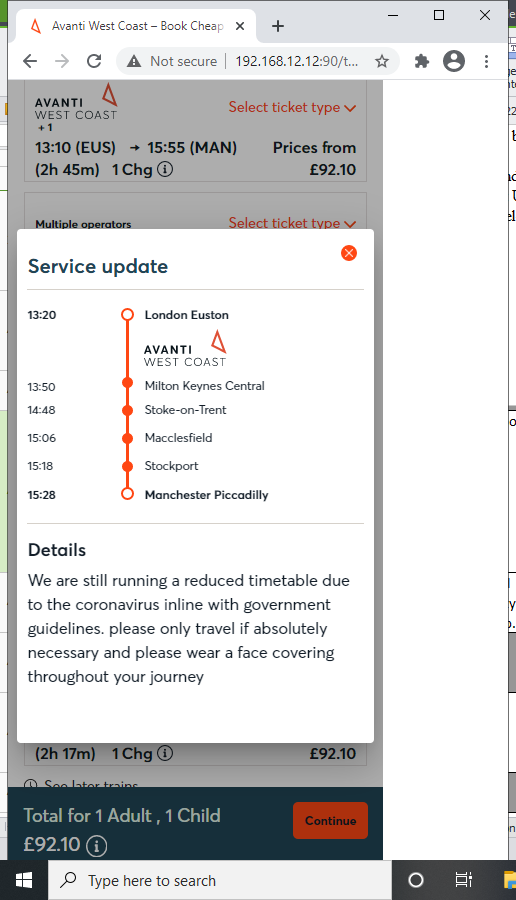 Avanti West Coast – Book Cheap
Not secure | 192.168.12.12:90/t...
AVANTI
WEST COAST
+ 1
Select ticket type
13:10 (EUS) → 15:55 (MAN) Prices from
(2h 45m) 1 Chg £92.10
Multiple operators Select ticket type
Service update
13:20 London Euston
AVANTI
WEST COAST
13:50 Milton Keynes Central
14:48 Stoke-on-Trent
15:06 Macclesfield
15:18 Stockport
15:28 Manchester Piccadilly
Details
We are still running a reduced timetable due
to the coronavirus inline with government
guidelines. please only travel if absolutely
necessary and please wear a face covering
throughout your journey
(2h 17m) 1 Chg £92.10
See later trains
Total for 1 Adult , 1 Child
£92.10
Continue
Type here to search